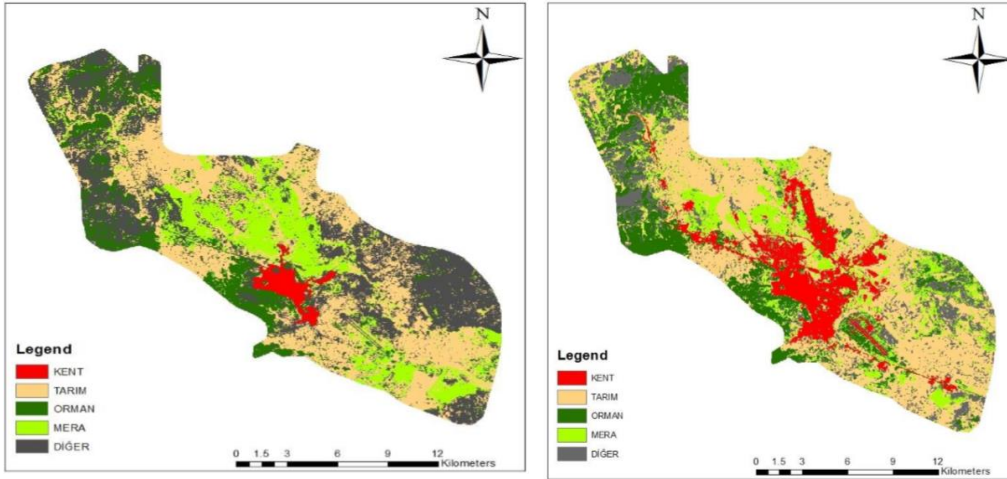 N
Legend
KENT
TARIM
ORMAN
MERA
DİĞER
0 1.5 3 6 9 12
Kilometers
N
Legend
KENT
TARIM
ORMAN
MERA
DİĞER
0 1.5 3 6 9 12
Kilometers